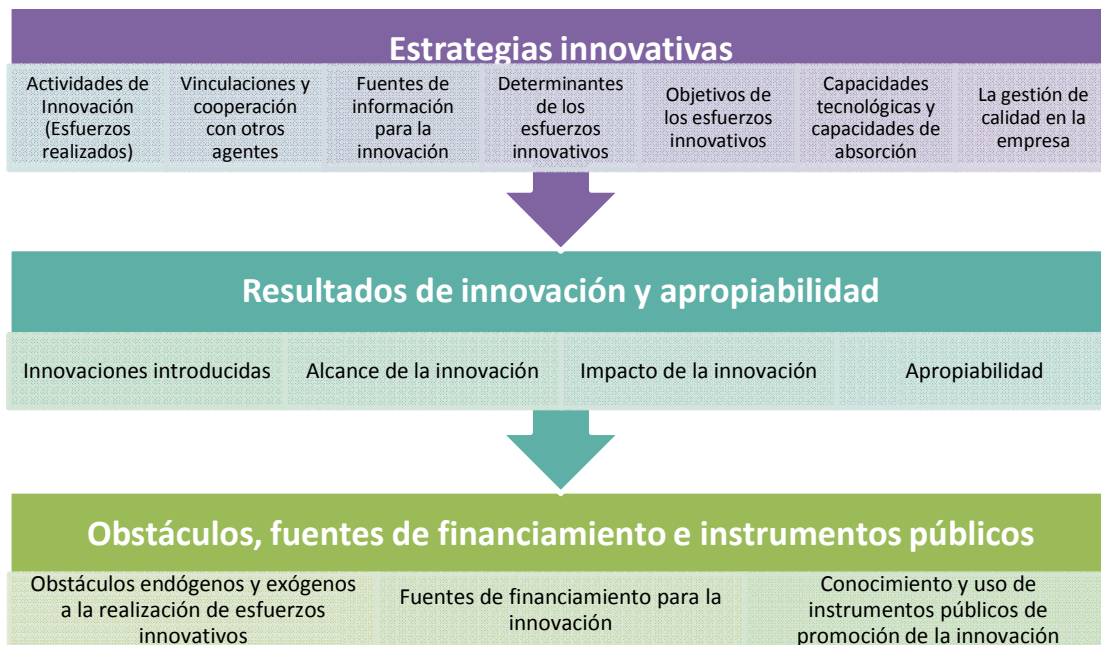 Estrategias innovativas
Actividades de
Innovación
(Esfuerzos
realizados)
Vinculaciones y
cooperación
con otros
agentes
Fuentes de
información
para la
innovación
Determinantes
de los
esfuerzos
innovativos
Objetivos de
los esfuerzos
innovativos
Capacidades
tecnológicas y
capacidades de
absorción
La gestión de
calidad en la
empresa
Resultados de innovación y apropiabilidad
Innovaciones introducidas
Alcance de la innovación
Impacto de la innovación
Apropiabilidad
Obstáculos, fuentes de financiamiento e instrumentos públicos
Obstáculos endógenos y exógenos
a la realización de esfuerzos
innovativos
Fuentes de financiamiento para la
innovación
Conocimiento y uso de
instrumentos públicos de
promoción de la innovación